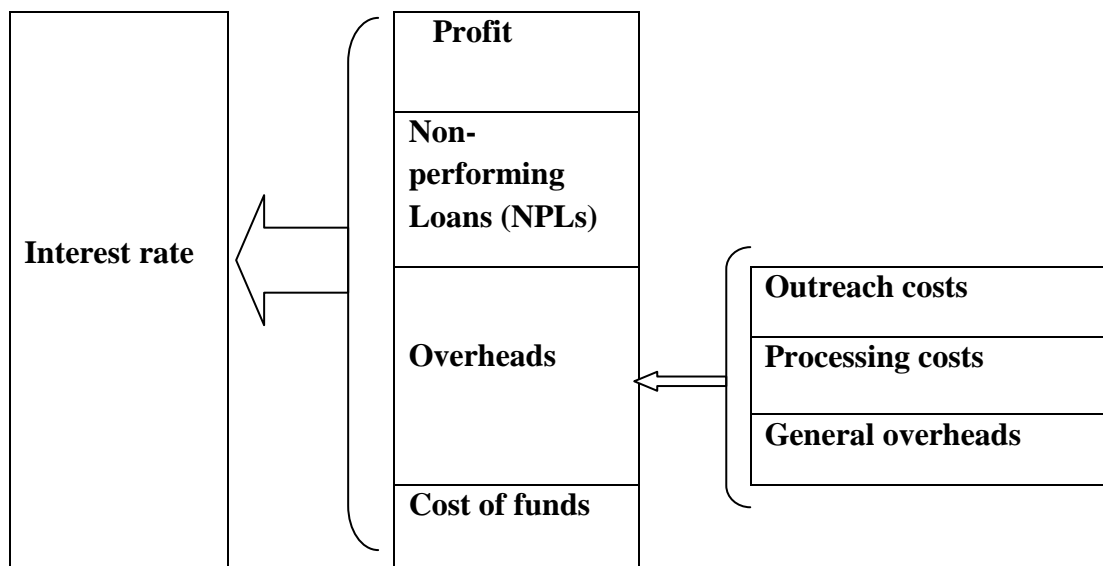 Interest rate
Profit
Non-
performing
Loans (NPLs)
Overheads
Cost of funds
Outreach costs
Processing costs
General overheads